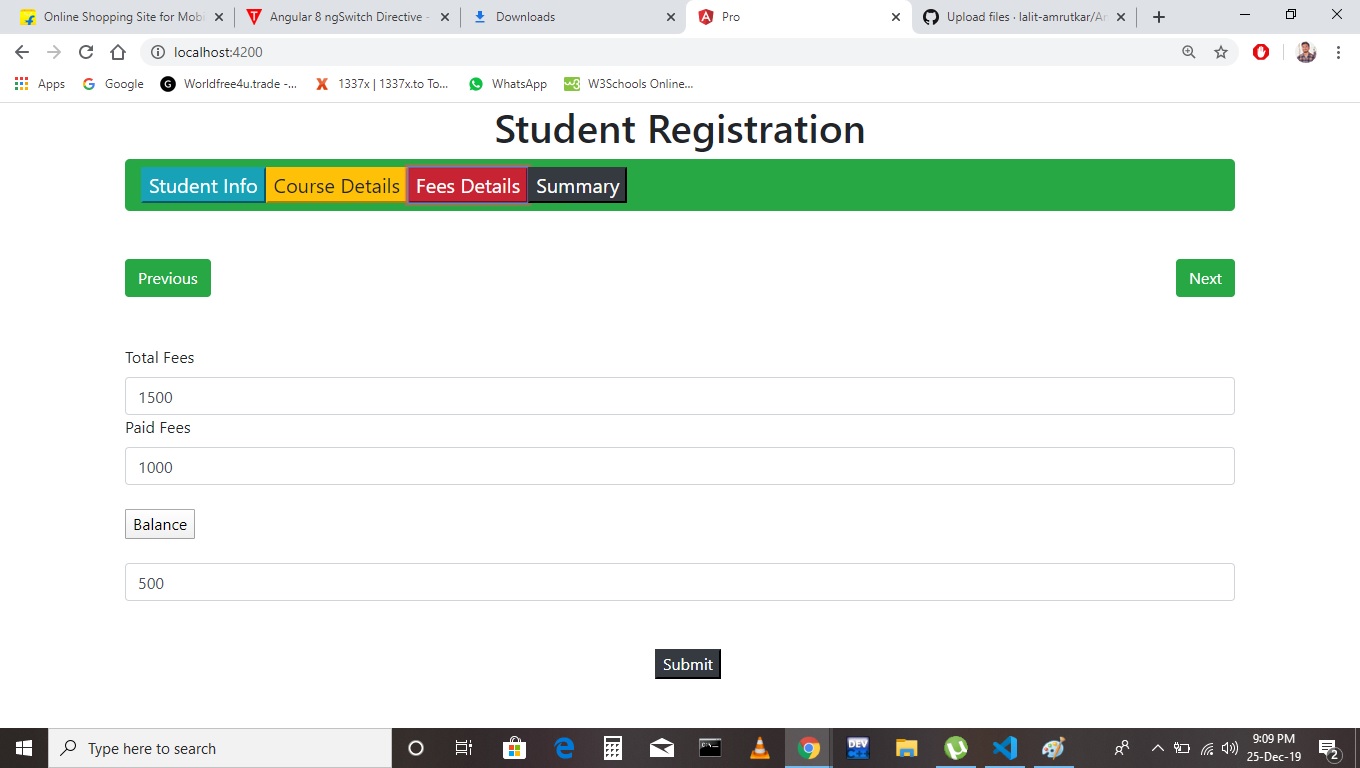 Online Shopping Site for Mobi
Angular 8 ngSwitch Directive -
Downloads
Pro
Upload files · lalit-amrutkar/An
localhost:4200
Apps
Google
Worldfree4u.trade -...
1337x | 1337x.to To...
WhatsApp
W3Schools Online...
Student Registration
Student Info
Course Details
Fees Details
Summary
Previous
Next
Total Fees
1500
Paid Fees
1000
Balance
500
Submit
Type here to search
DEV
9:09 PM
25-Dec-19
2